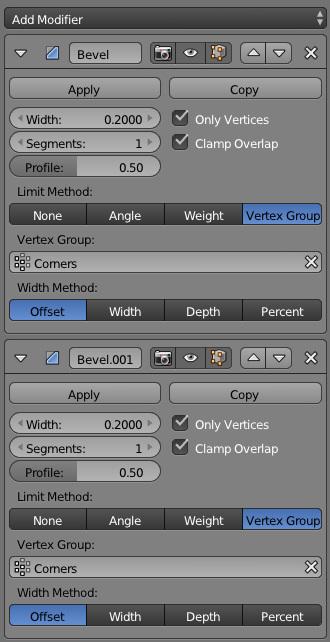 Add Modifier
Bevel
Apply Copy
Width: 0.2000 Only Vertices
Segments: 1 Clamp Overlap
Profile: 0.50
Limit Method:
None Angle Weight Vertex Group
Vertex Group:
Corners
Width Method:
Offset Width Depth Percent
Bevel.001
Apply Copy
Width: 0.2000 Only Vertices
Segments: 1 Clamp Overlap
Profile: 0.50
Limit Method:
None Angle Weight Vertex Group
Vertex Group:
Corners
Width Method:
Offset Width Depth Percent